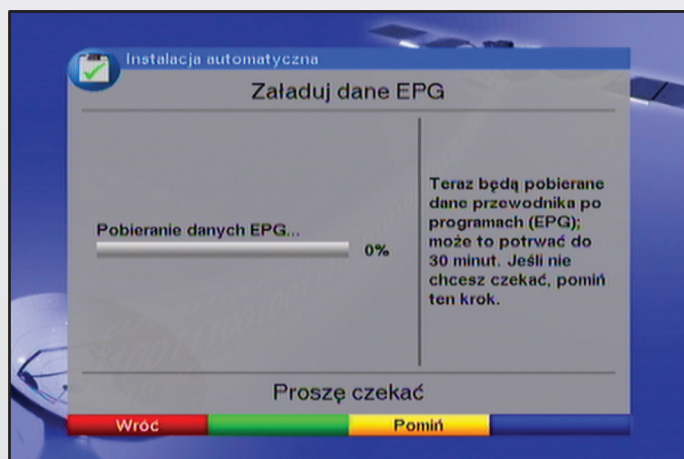 Instalacja automatyczna
Załaduj dane EPG
Pobieranie danych EPG...
0%
Teraz będą pobierane
dane przewodnika po
programach (EPG);
może to potrwać do
30 minut. Jeśli nie
chcesz czekać, pomiń
ten krok.
Proszę czekać
Wróć
Pomiń